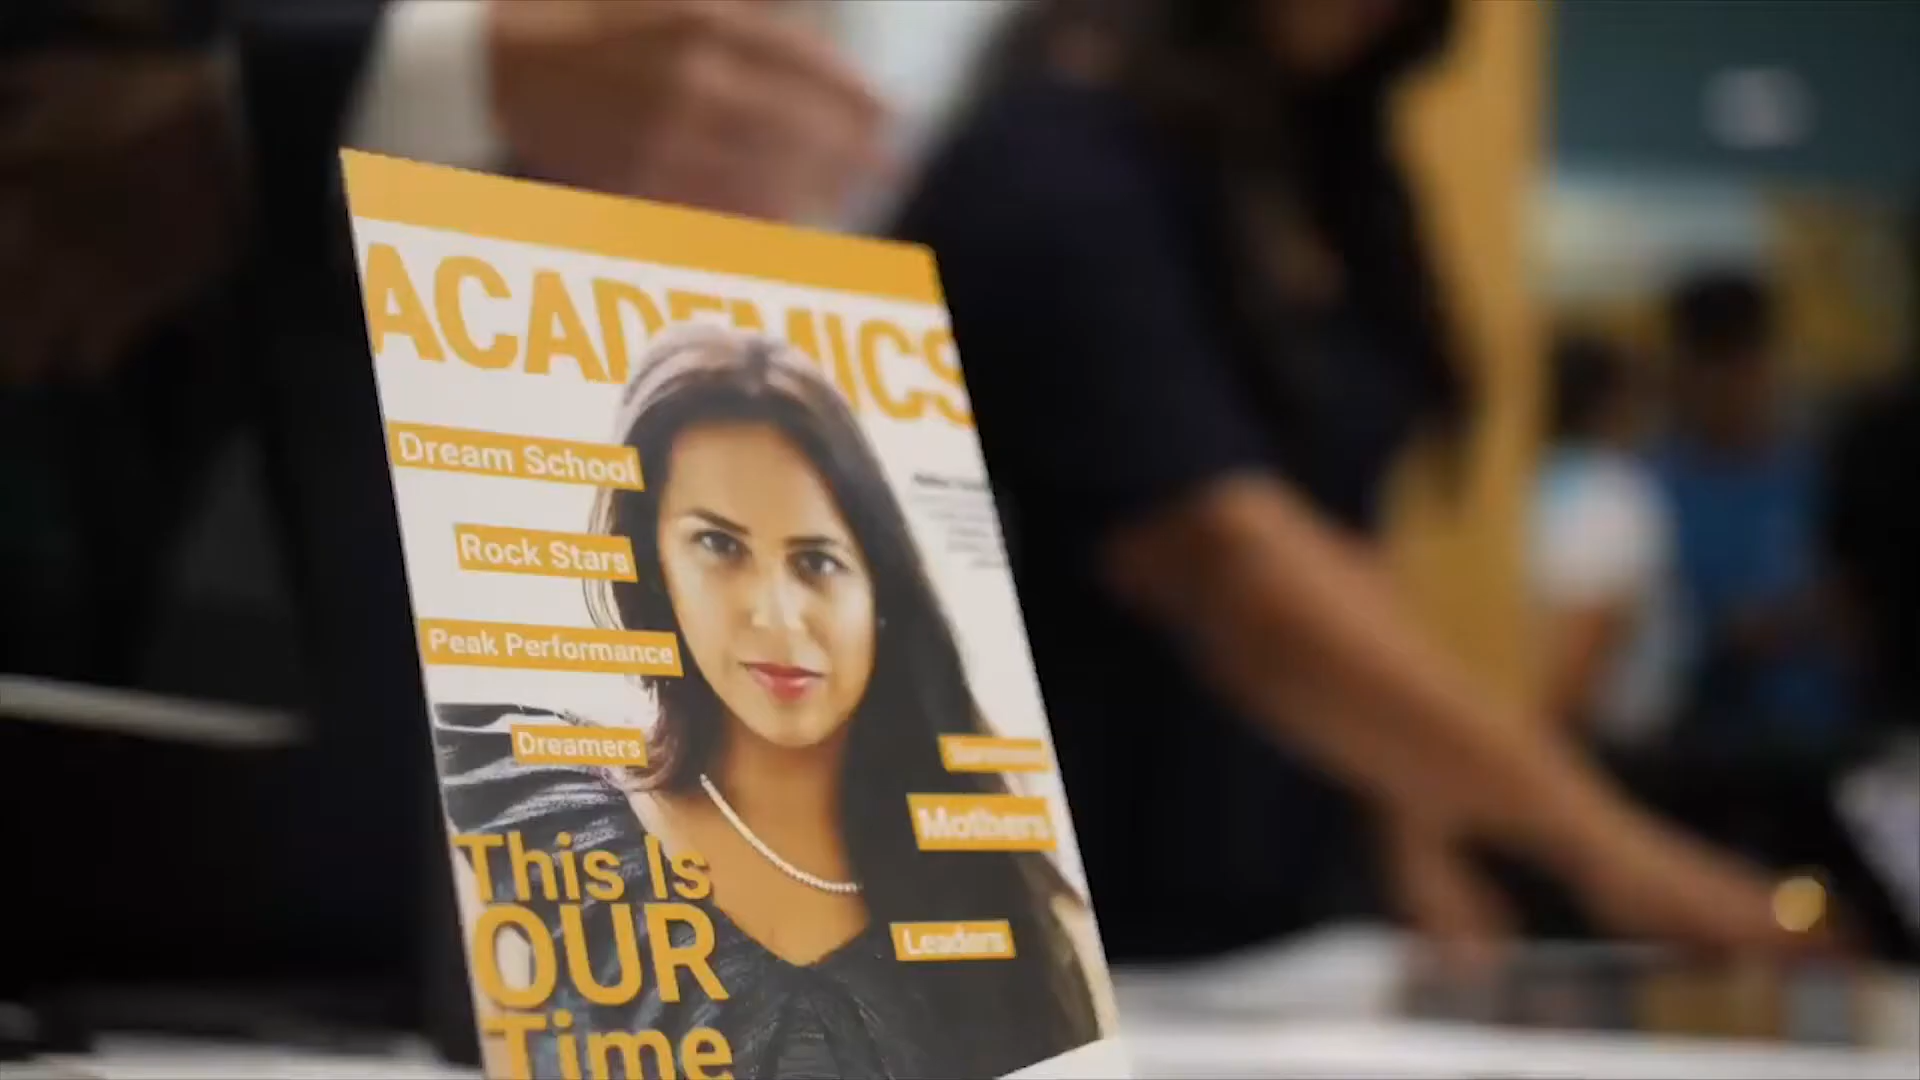 ACADEMICS
Dream School
Rock Stars
Peak Performance
Dreamers
Mothers
Leaders
This Is
OUR
Time